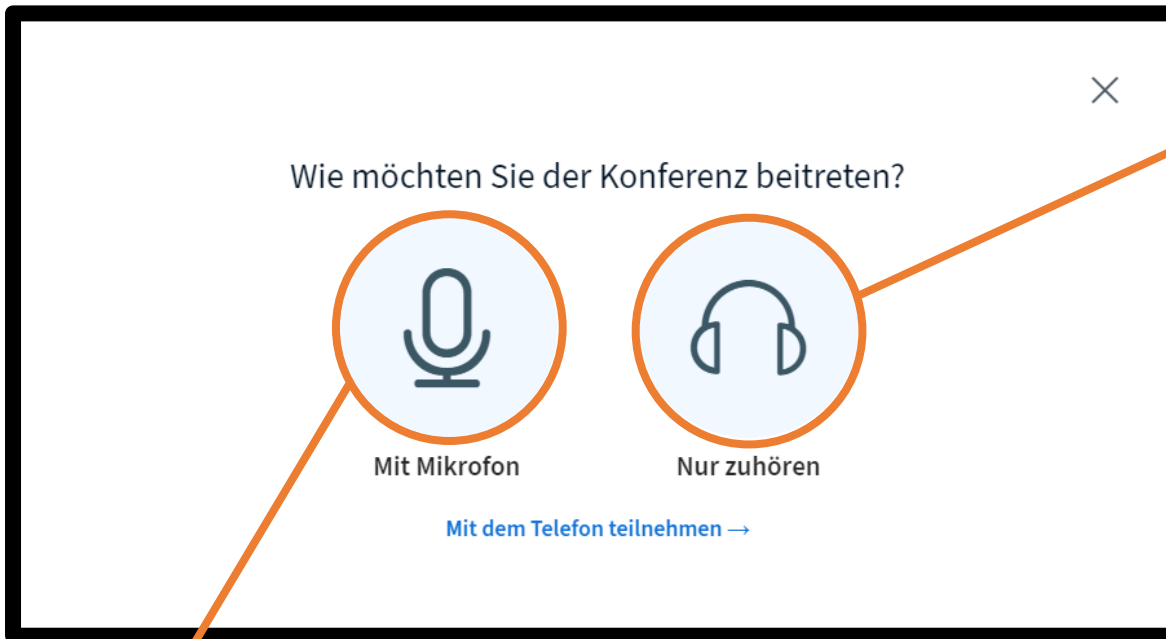 Wie möchten Sie der Konferenz beitreten?
Mit Mikrofon
Nur zuhören
Mit dem Telefon teilnehmen →